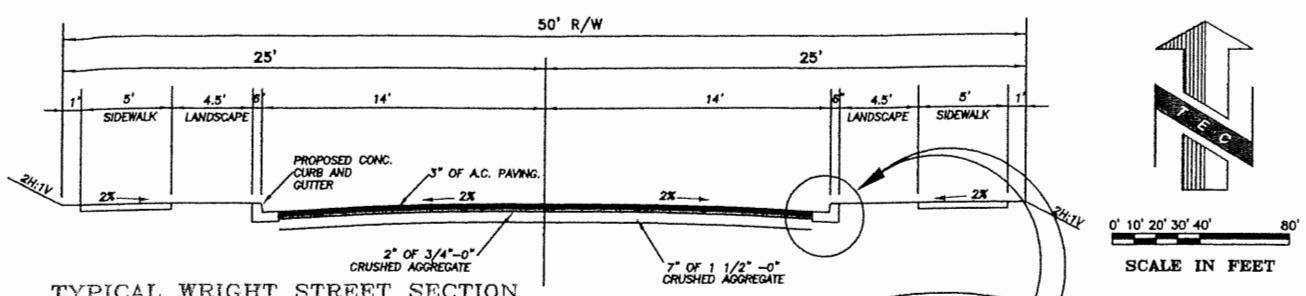 50' R/W
25' 25'
1' 5' 4.5' 6" 14' 14' 6" 4.5' 5' 1'
SIDEWALK LANDSCAPE LANDSCAPE SIDEWALK
PROPOSED CONC.
CURB AND
GUTTER
3" OF A.C. PAVING.
2H:1V 2% 2% 2% 2H:1V
2" OF 3/4"-0"
CRUSHED AGGREGATE
7" OF 1 1/2" -0"
CRUSHED AGGREGATE
TYPICAL WRIGHT STREET SECTION
TEC
0' 10' 20' 30' 40' 80'
SCALE IN FEET